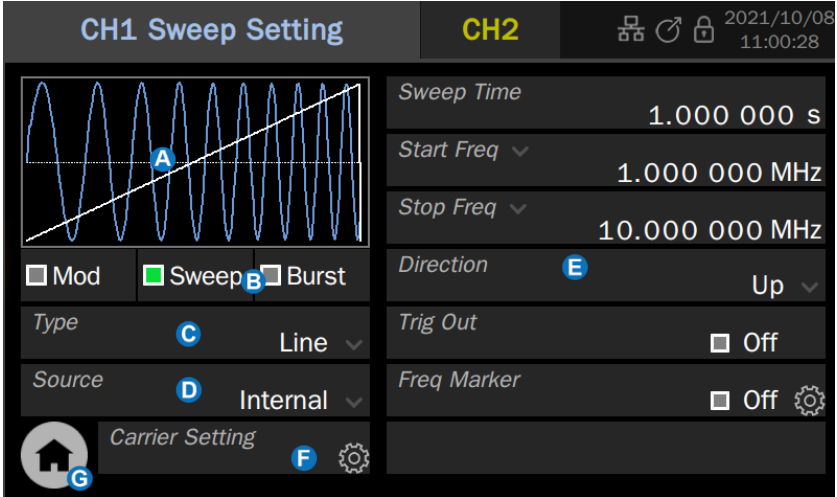 CH1 Sweep Setting
CH2
2021/10/08
11:00:28
A
Mod
Sweep
B
Burst
Type
C
Line
Source
D
Internal
Carrier Setting
F
G
Sweep Time
1.000 000 s
Start Freq
1.000 000 MHz
Stop Freq
10.000 000 MHz
Direction
E
Up
Trig Out
Off
Freq Marker
Off